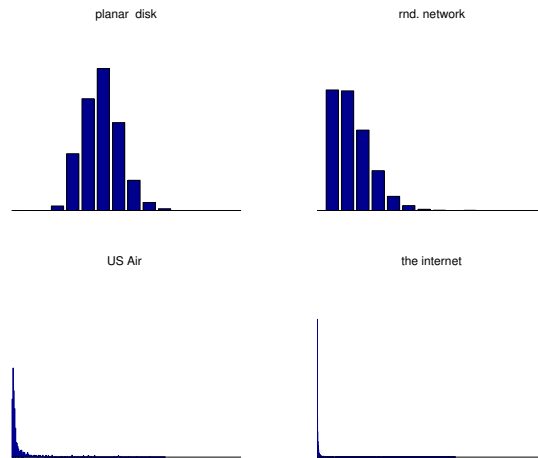 planar disk
rnd. network
US Air
the internet